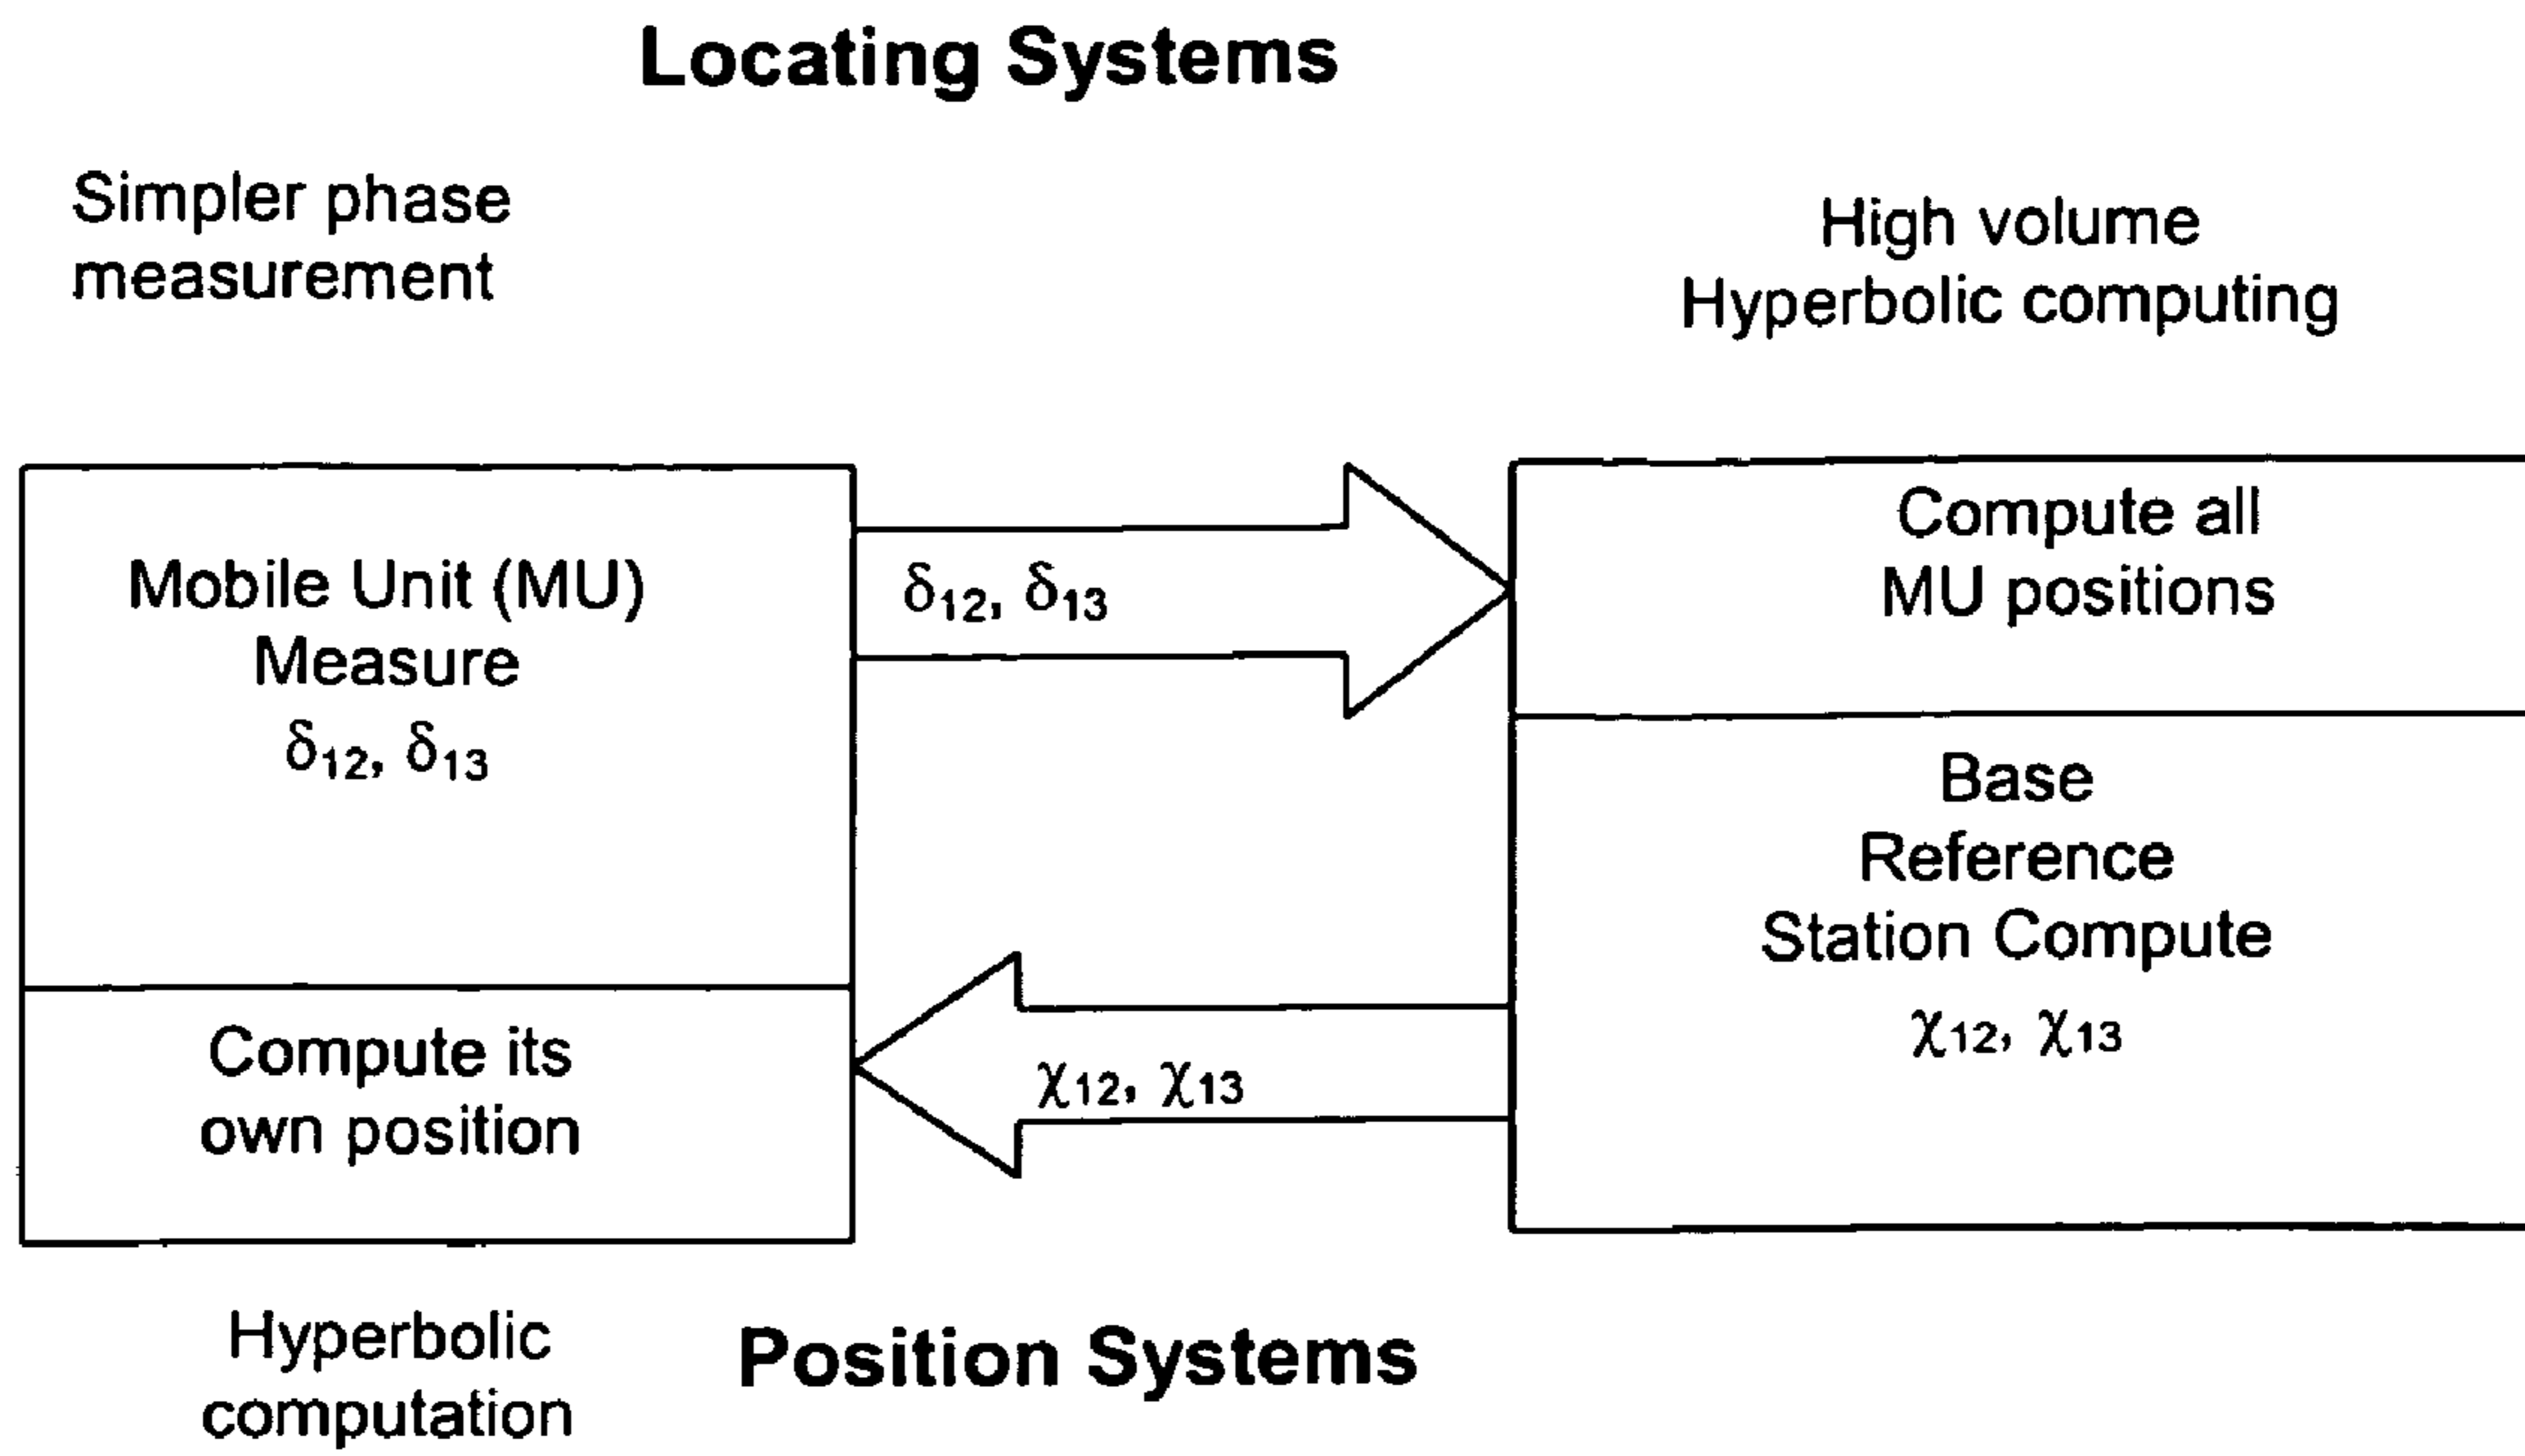 Locating Systems
Simpler phase
measurement
High volume
Hyperbolic computing
Mobile Unit (MU)
Measure
δ12, δ13
δ12, δ13
Compute all
MU positions
Base
Reference
Station Compute
χ12, χ13
χ12, χ13
Compute its
own position
Hyperbolic
computation
Position Systems